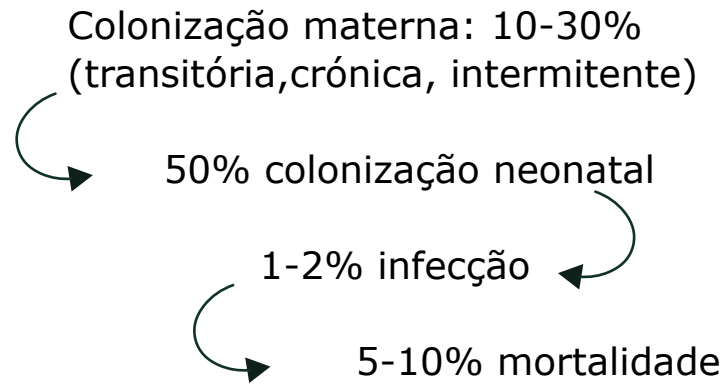 Colonização materna: 10-30%
(transitória,crónica, intermitente)
50% colonização neonatal
1-2% infecção
5-10% mortalidade